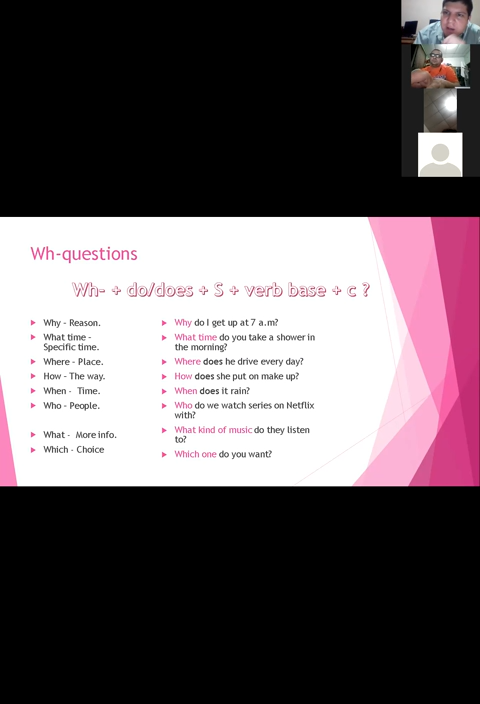 Wh-questions
Wh- + do/does + S + verb base + c ?
Why - Reason.
What time -
Specific time.
Where - Place.
How - The way.
When - Time.
Who - People.
What - More info.
Which - Choice
Why do I get up at 7 a.m?
What time do you take a shower in
the morning?
Where does he drive every day?
How does she put on make up?
When does it rain?
Who do we watch series on Netflix
with?
What kind of music do they listen
to?
Which one do you want?